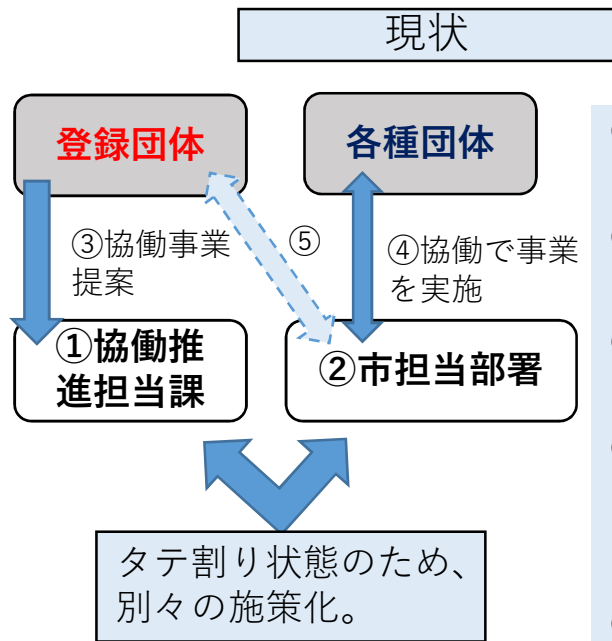 現状
登録団体
各種団体
③協働事業
提案
⑤
④協働で事業
を実施
①協働推
進担当課
②市担当部署
タテ割り状態のため、
別々の施策化。